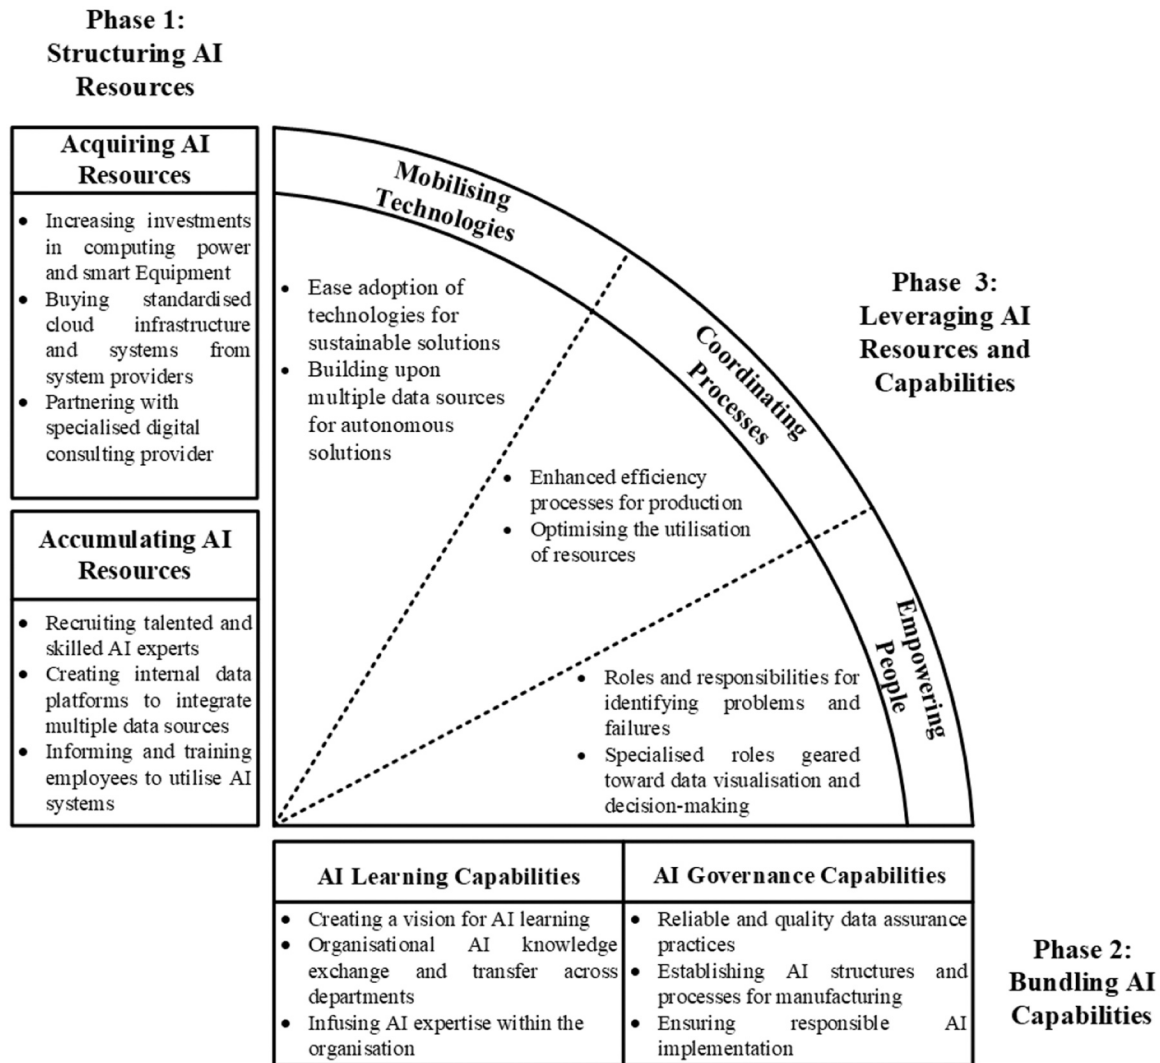 Phase 1:
Structuring AI
Resources
Acquiring AI
Resources
• Increasing investments
in computing power
and smart Equipment
• Buying standardised
cloud infrastructure
and systems from
system providers
• Partnering with
specialised digital
consulting provider
Accumulating AI
Resources
• Recruiting talented and
skilled AI experts
• Creating internal data
platforms to integrate
multiple data sources
• Informing and training
employees to utilise AI
systems
Mobilising
Technologies
• Ease adoption of
technologies for
sustainable solutions
• Building upon
multiple data sources
for autonomous
solutions
Coordinating
Processes
• Enhanced efficiency
processes for production
• Optimising the utilisation
of resources
Empowering
People
• Roles and responsibilities for
identifying problems and
failures
• Specialised roles geared
toward data visualisation and
decision-making
Phase 3:
Leveraging AI
Resources and
Capabilities
AI Learning Capabilities
• Creating a vision for AI learning
• Organisational AI knowledge
exchange and transfer across
departments
• Infusing AI expertise within the
organisation
AI Governance Capabilities
• Reliable and quality data assurance
practices
• Establishing AI structures and
processes for manufacturing
• Ensuring responsible AI
implementation
Phase 2:
Bundling AI
Capabilities